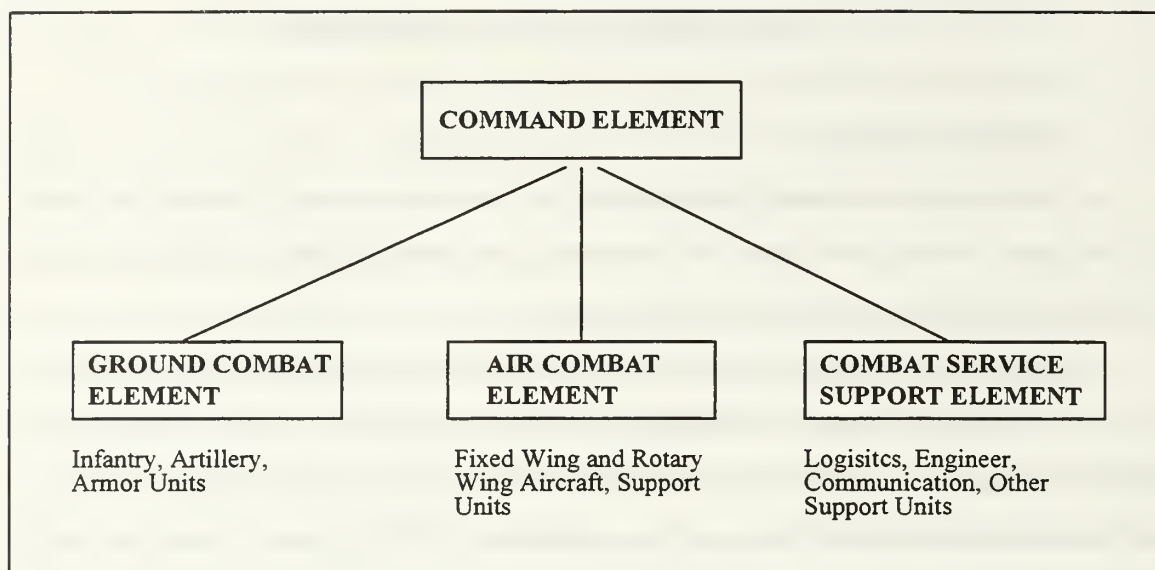 COMMAND ELEMENT
GROUND COMBAT
ELEMENT
Infantry, Artillery,
Armor Units
AIR COMBAT
ELEMENT
Fixed Wing and Rotary
Wing Aircraft, Support
Units
COMBAT SERVICE
SUPPORT ELEMENT
Logisitcs, Engineer,
Communication, Other
Support Units